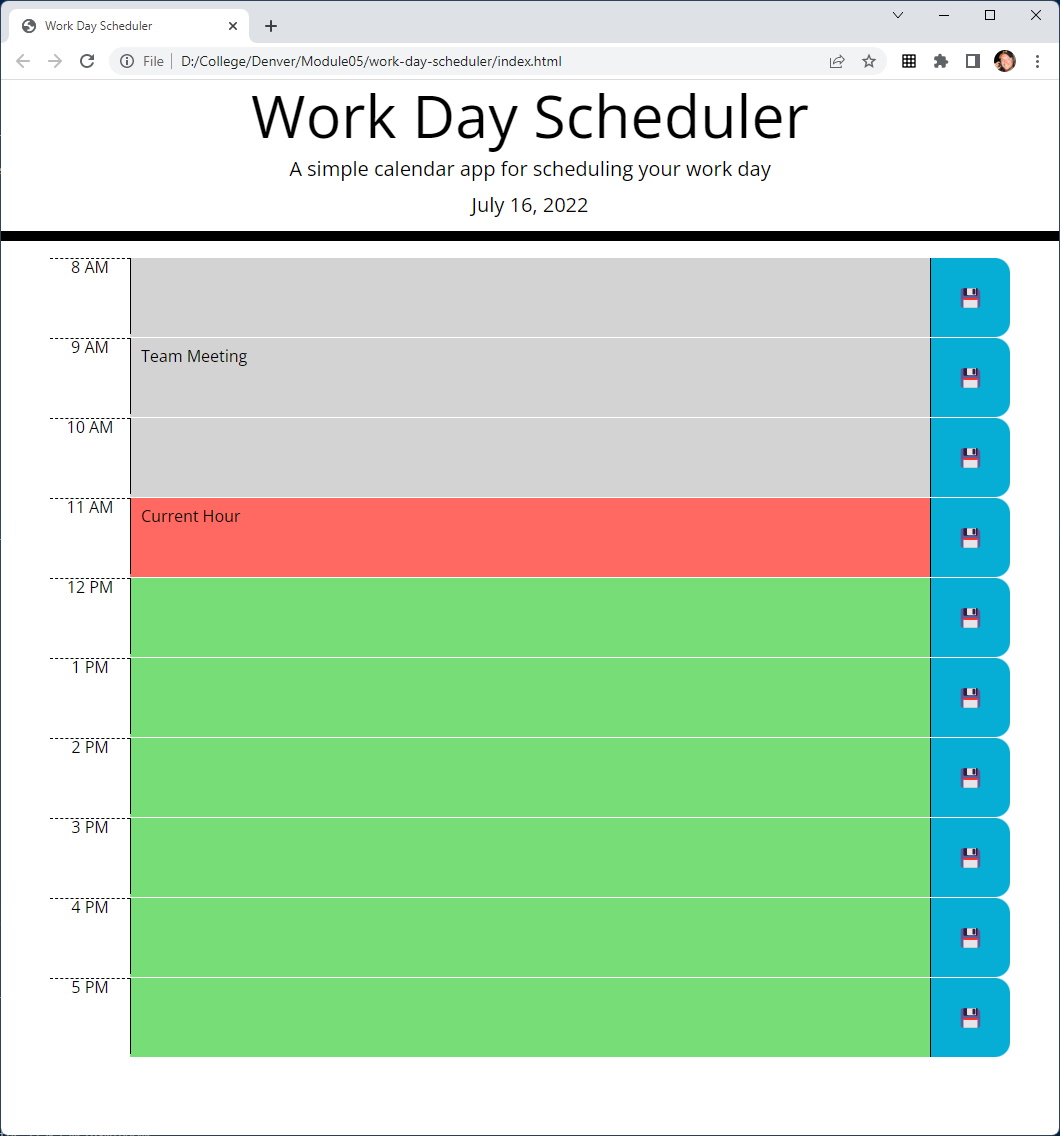 Work Day Scheduler
File D:/College/Denver/Module05/work-day-scheduler/index.html
Work Day Scheduler
A simple calendar app for scheduling your work day
July 16, 2022
8 AM
9 AM Team Meeting
10 AM
11 AM Current Hour
12 PM
1 PM
2 PM
3 PM
4 PM
5 PM